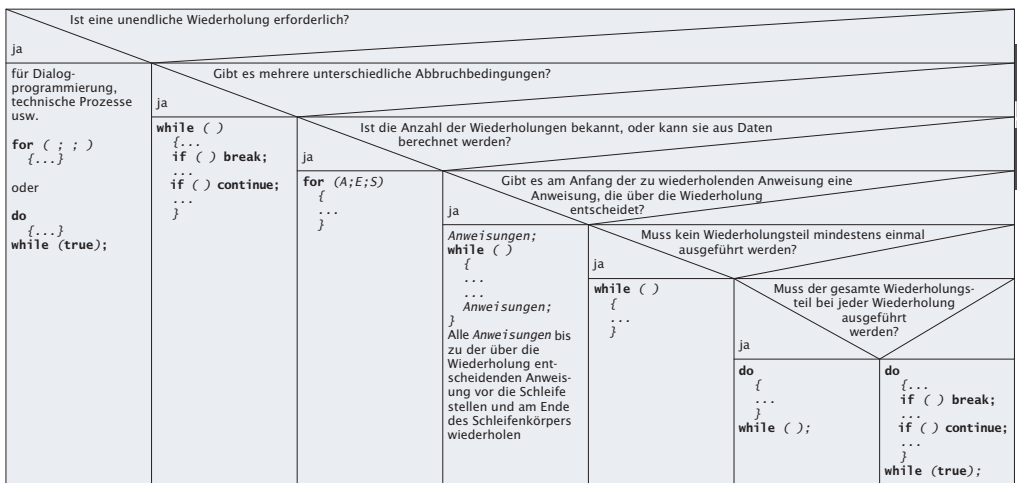 Ist eine unendliche Wiederholung erforderlich?
ja
für Dialog-
programmierung,
technische Prozesse
usw.
for ( ; ; )
{...}
oder
do
{...}
while (true);
Gibt es mehrere unterschiedliche Abbruchbedingungen?
ja
while ( )
{...
if ( ) break;
...
if ( ) continue;
...
}
Ist die Anzahl der Wiederholungen bekannt, oder kann sie aus Daten
berechnet werden?
ja
for (A;E;S)
{
...
}
Gibt es am Anfang der zu wiederholenden Anweisung eine
Anweisung, die über die Wiederholung
entscheidet?
ja
Anweisungen;
while ( )
{
...
...
Anweisungen;
}
Alle Anweisungen bis
zu der über die
Wiederholung ent-
scheidenden Anweis-
ung vor die Schleife
stellen und am Ende
des Schleifenkörpers
wiederholen
Muss kein Wiederholungsteil mindestens einmal
ausgeführt werden?
ja
while ( )
{
...
}
Muss der gesamte Wiederholungs-
teil bei jeder Wiederholung
ausgeführt
werden?
ja
do
{
...
}
while ( );
do
{...
if ( ) break;
...
if ( ) continue;
...
}
while (true);